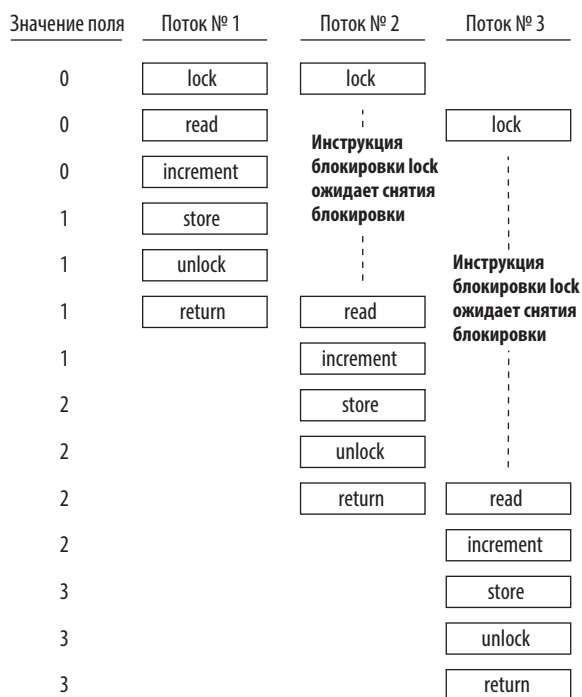 Значение поля Поток № 1 Поток № 2 Поток № 3
0 lock lock
0 read lock
Инструкция
блокировки lock
ожидает снятия
блокировки
0 increment
1 store
1 unlock
Инструкция
блокировки lock
ожидает снятия
блокировки
1 return read
1 increment
2 store
2 unlock
2 return read
2 increment
3 store
3 unlock
3 return